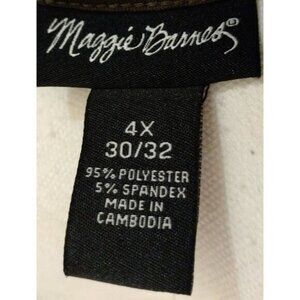 Maggie Barnes®
4X
30/32
95% POLYESTER
5% SPANDEX
MADE IN
CAMBODIA